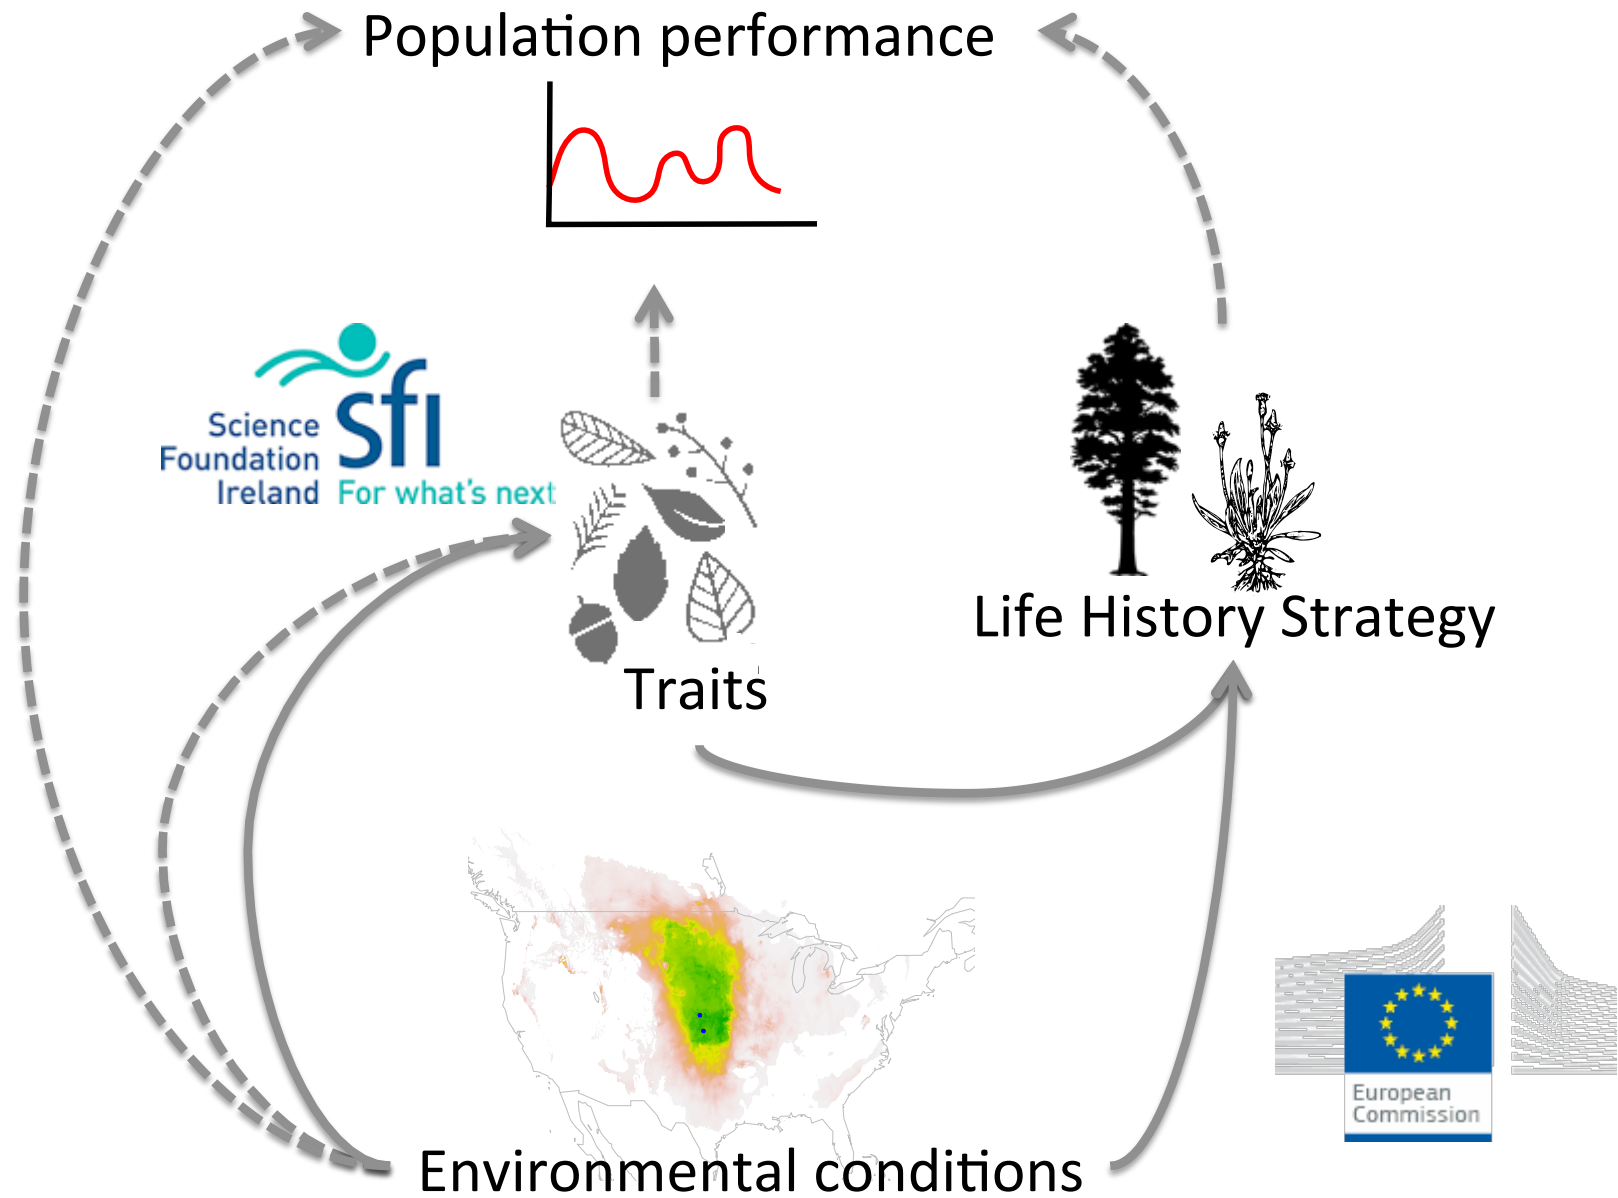 Population performance
sfi
Science
Foundation
Ireland For what's next
Life History Strategy
Traits
European
Commission
Environmental conditions